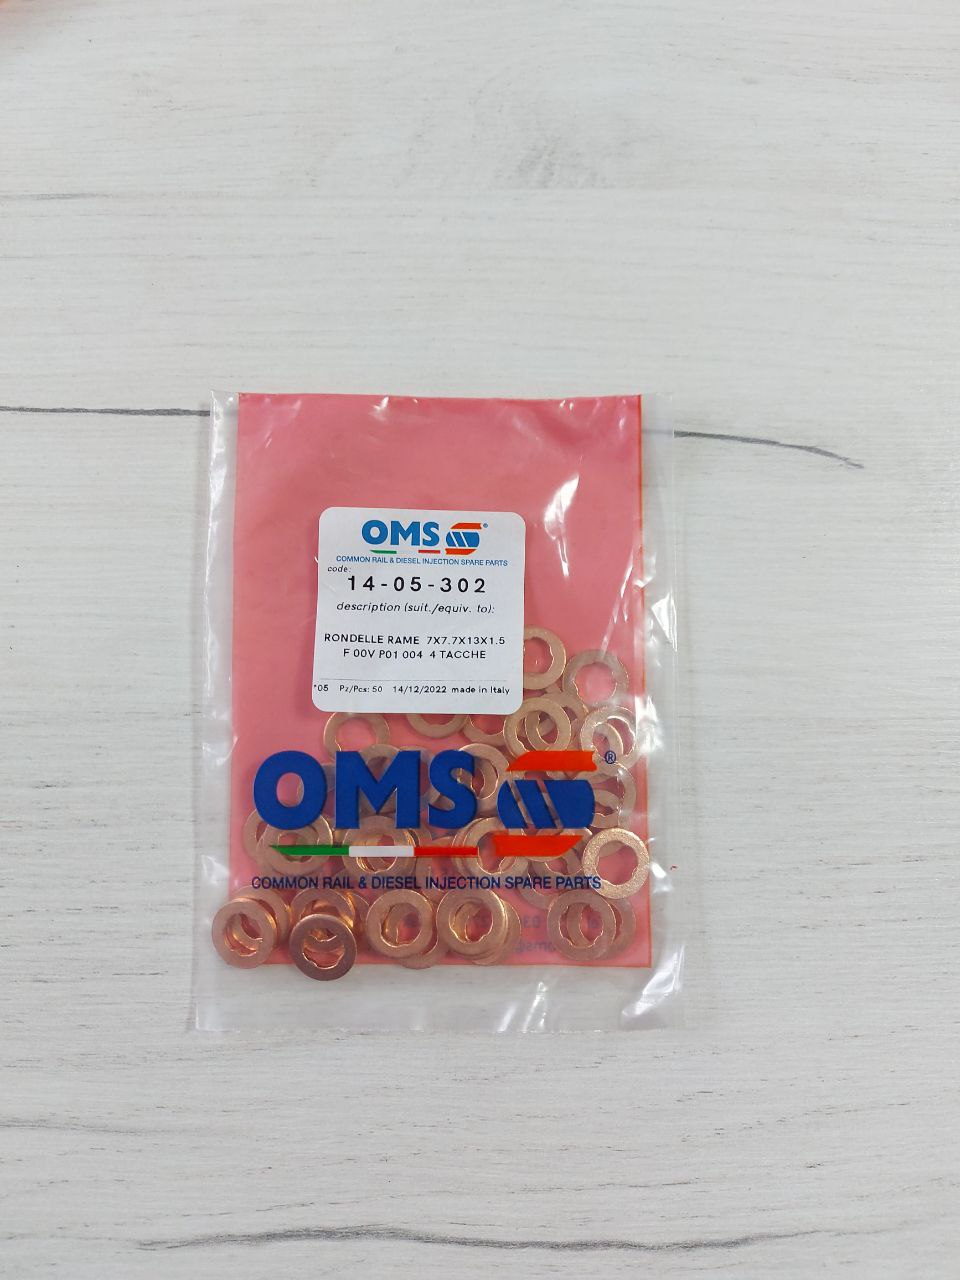 OMS®
COMMON RAIL & DIESEL INJECTION SPARE PARTS
code:
14-05-302
description (suit./equiv. to):
RONDELLE RAME 7X7.7X13X1.5
F 00V P01 004 4 TACCHE
*05 Pz/Pcs: 50 14/12/2022 made in Italy
OMS ®
COMMON RAIL & DIESEL INJECTION SPARE PARTS